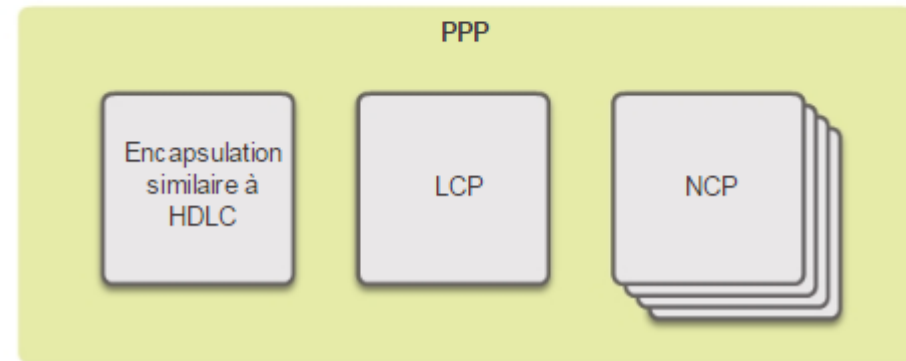 PPP
Encapsulation
similaire à
HDLC
LCP
NCP